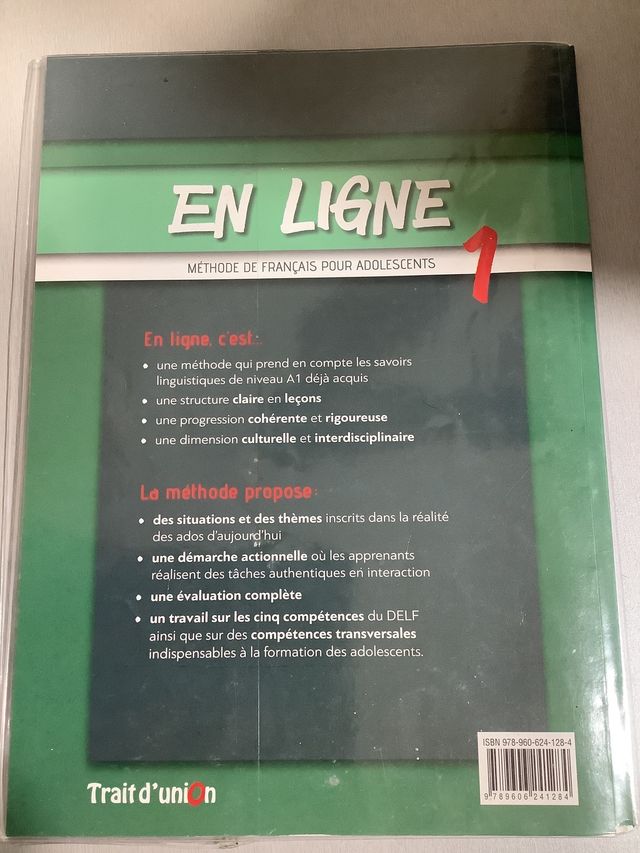 EN LIGNE
1
MÉTHODE DE FRANÇAIS POUR ADOLESCENTS
En ligne, c'est...
• une méthode qui prend en compte les savoirs
linguistiques de niveau A1 déjà acquis
• une structure claire en leçons
• une progression cohérente et rigoureuse
• une dimension culturelle et interdisciplinaire
La méthode propose:
• des situations et des thèmes inscrits dans la réalité
des ados d'aujourd'hui
• une démarche actionnelle où les apprenants
réalisent des tâches authentiques en interaction
• une évaluation complète
• un travail sur les cinq compétences du DELF
ainsi que sur des compétences transversales
indispensables à la formation des adolescents.
ISBN 978-960-624-128-4
9 789606 241284
Trait d'uniOn